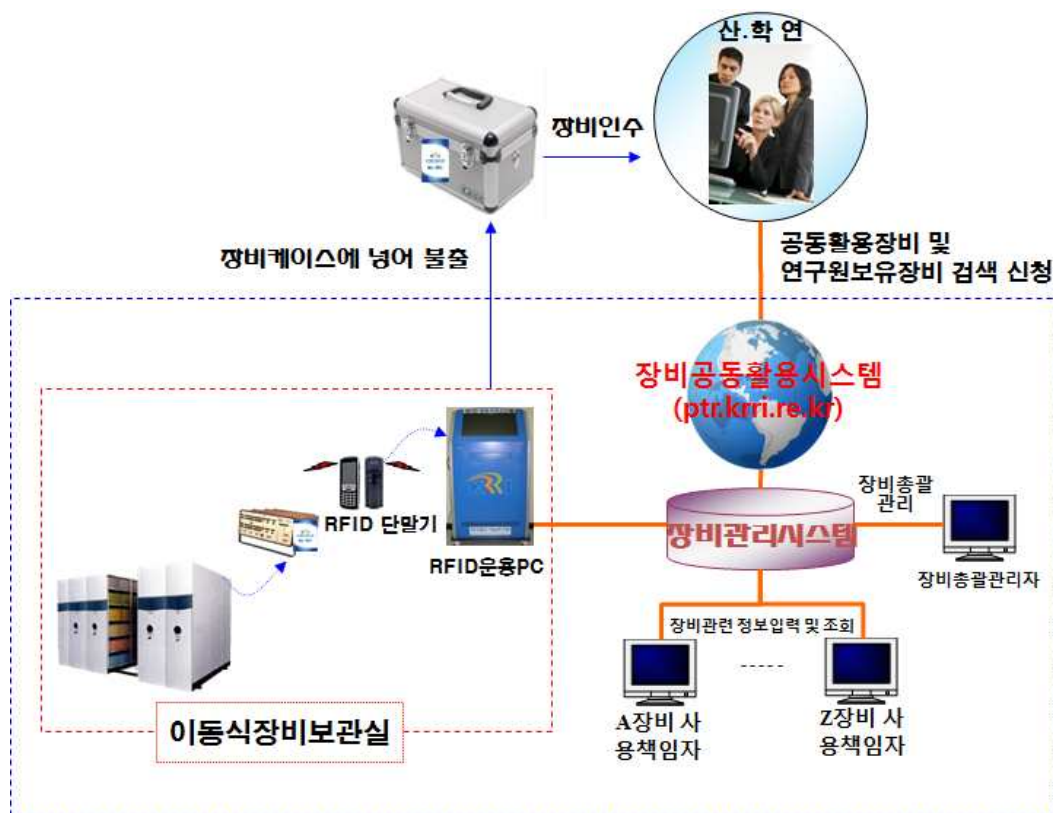 산.학 연
장비인수
공동활용장비 및
연구원보유장비 검색 신청
장비케이스에 넣어 불출
장비공동활용시스템
(ptr.krri.re.kr)
장비총괄
관리
RFID 단말기
장비관리시스템
RFID운용PC
장비총괄관리자
장비관련 정보입력 및 조회
이동식장비보관실
A장비 사
용책임자
Z장비 사
용책임자